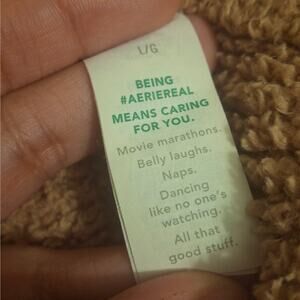 L/G
BEING
#AERIEREAL
MEANS CARING
FOR YOU.
Movie marathons.
Belly laughs.
Naps.
Dancing
like no one's
watching.
All that
good stuff.